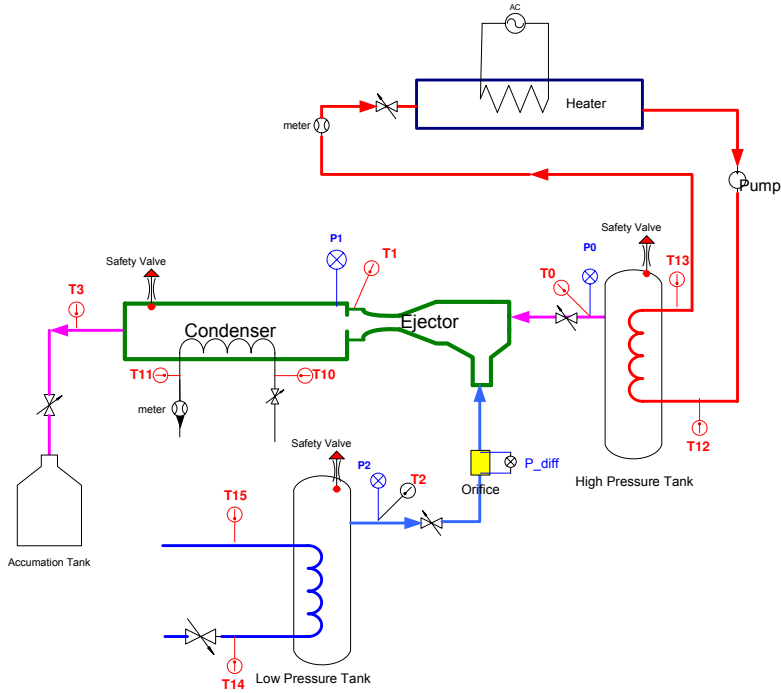 AC
Heater
meter
Pump
P1
Safety Valve
P0
Safety Valve
T1
T0
T13
T3
Condenser
Ejector
T11
T10
T12
meter
Safety Valve
P2
T2
P_diff
Orifice
High Pressure Tank
T15
Accumation Tank
T14
Low Pressure Tank